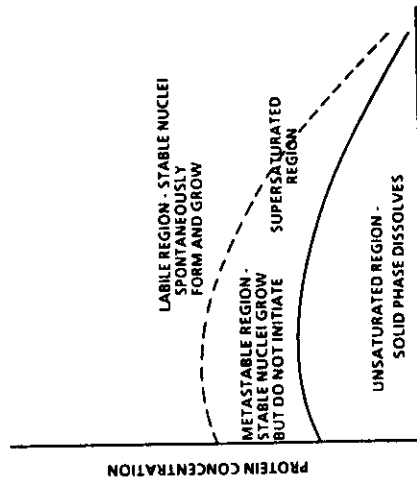 LABILE REGION - STABLE NUCLEI
SPONTANEOUSLY
FORM AND GROW
METASTABLE REGION -
STABLE NUCLEI GROW
BUT DO NOT INITIATE
SUPERSATURATED
REGION
UNSATURATED REGION -
SOLID PHASE DISSOLVES
PROTEIN CONCENTRATION